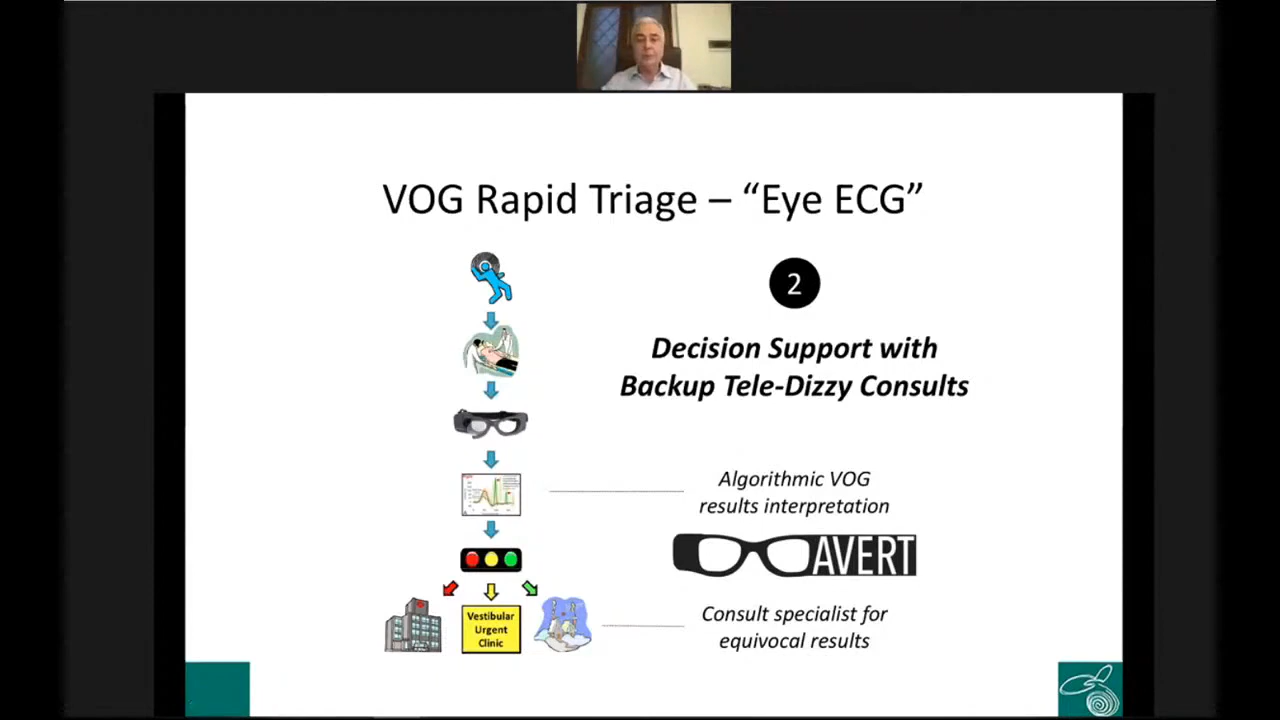 VOG Rapid Triage – “Eye ECG”
2
Decision Support with
Backup Tele-Dizzy Consults
Algorithmic VOG
results interpretation
AVERT
Vestibular
Urgent
Clinic
Consult specialist for
equivocal results